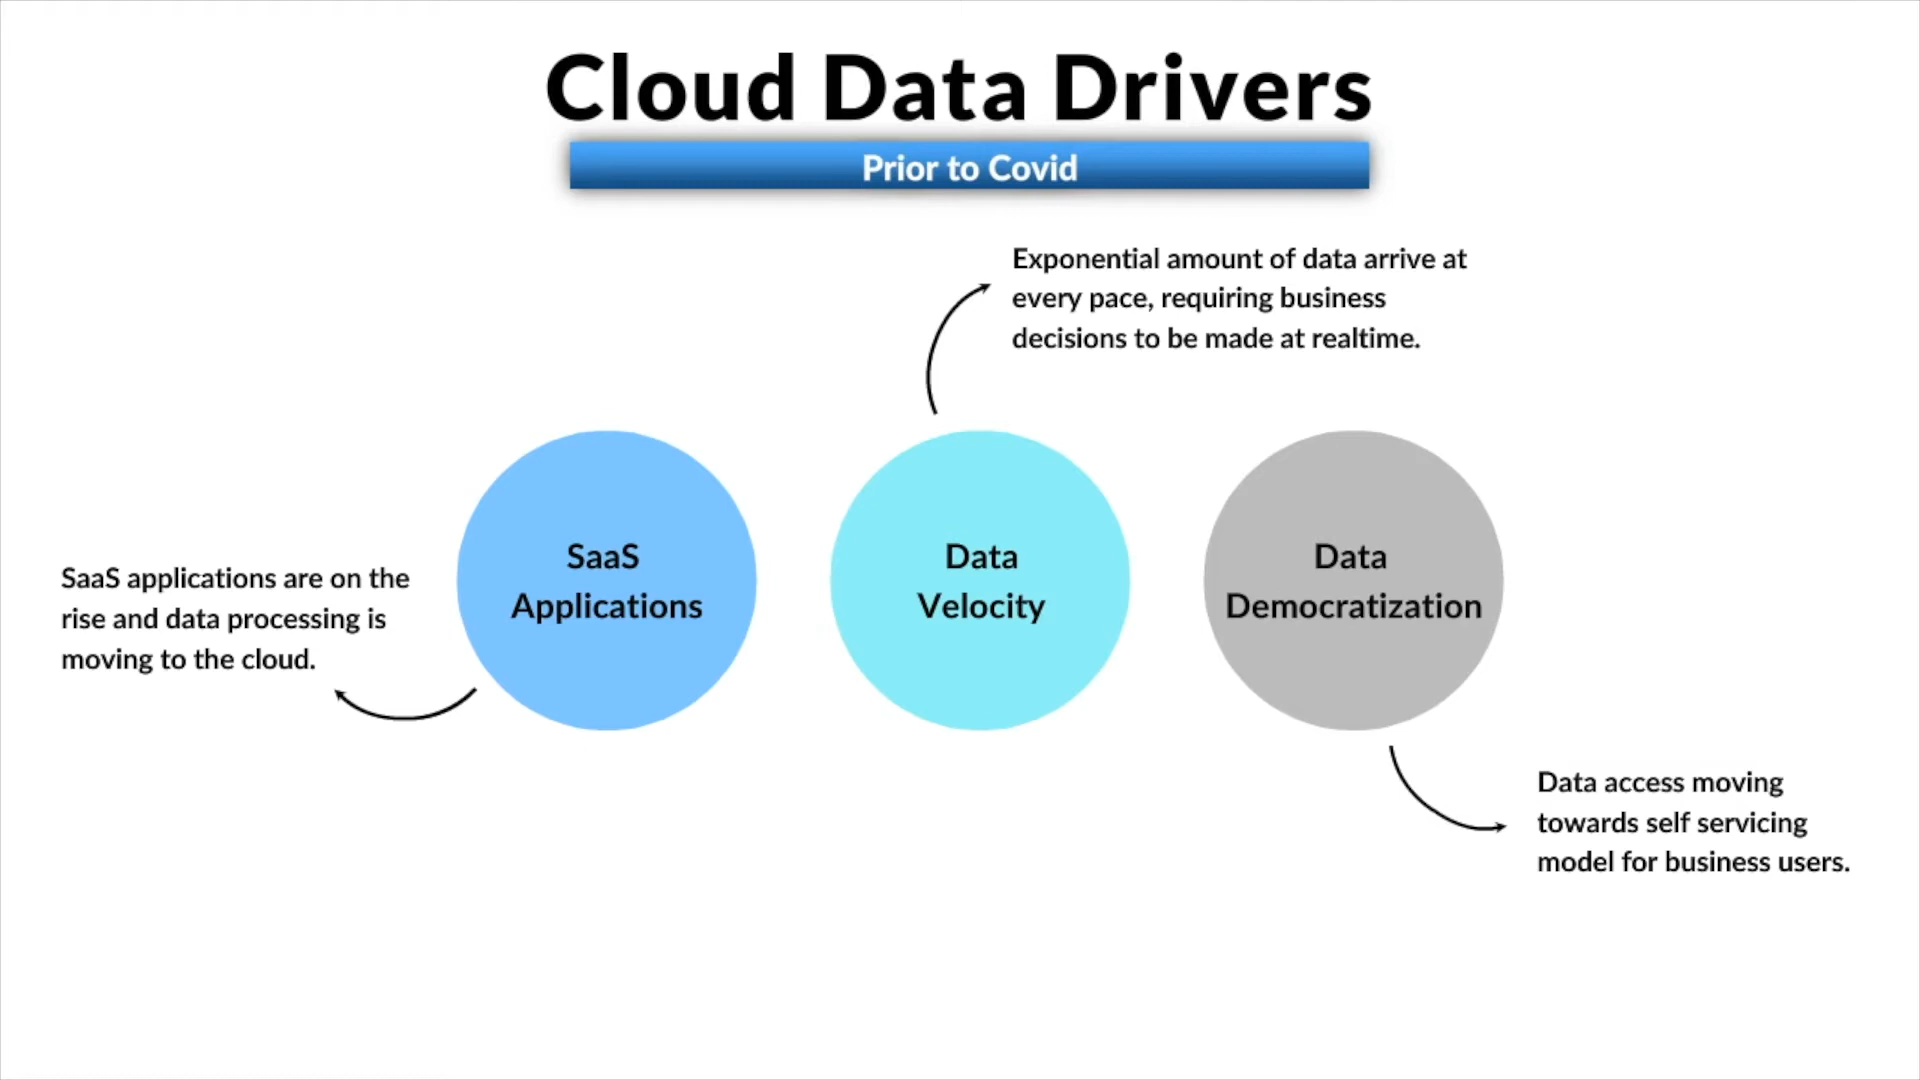 Cloud Data Drivers
Prior to Covid
Exponential amount of data arrive at
every pace, requiring business
decisions to be made at realtime.
SaaS
Applications
Data
Velocity
Data
Democratization
SaaS applications are on the
rise and data processing is
moving to the cloud.
Data access moving
towards self servicing
model for business users.